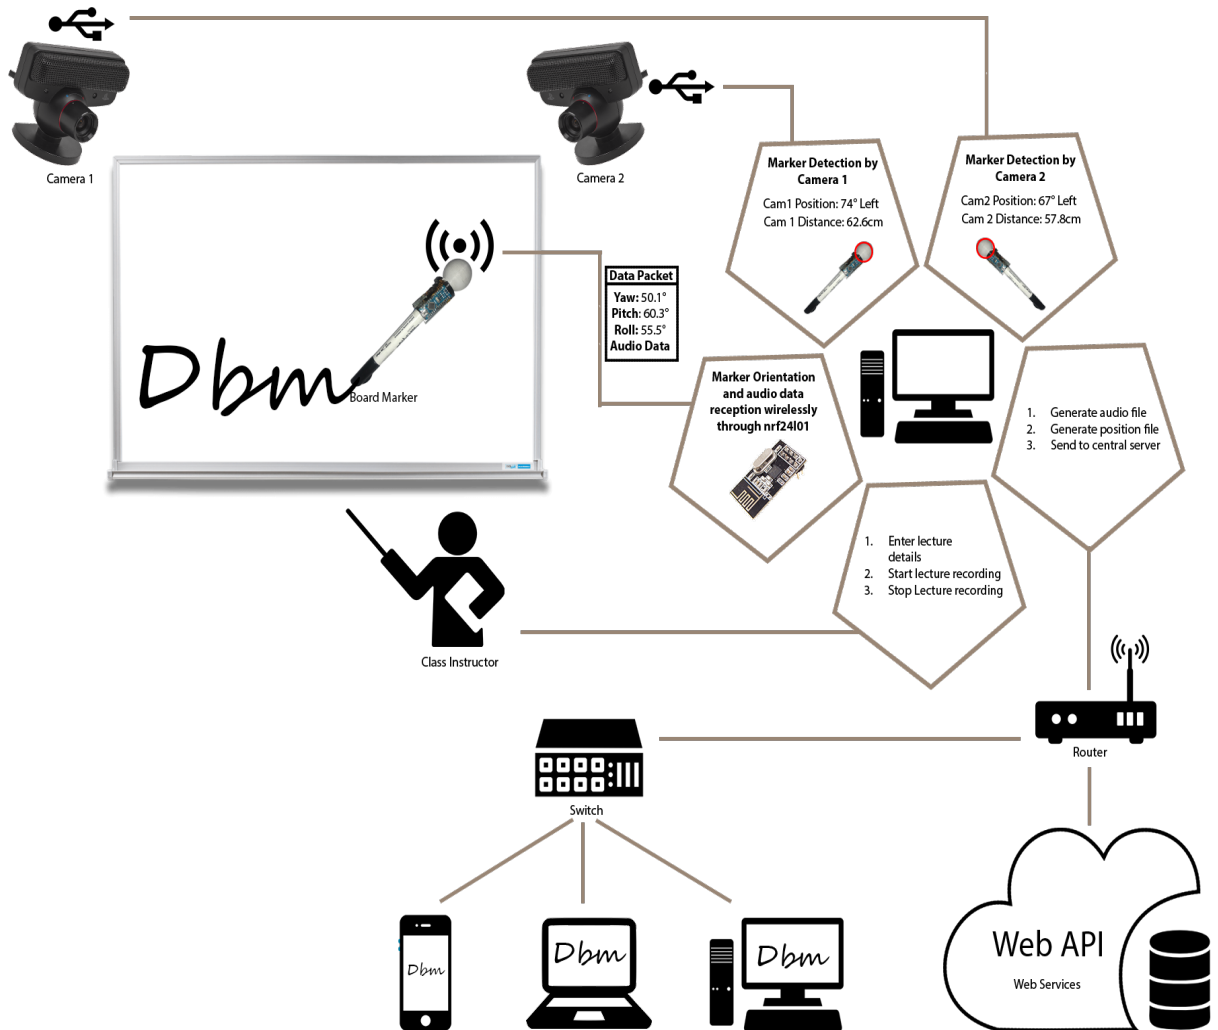 Camera 1
Camera 2
Marker Detection by
Camera 1
Cam1 Position: 74° Left
Cam 1 Distance: 62.6cm
Marker Detection by
Camera 2
Cam2 Position: 67° Left
Cam 2 Distance: 57.8cm
Data Packet
Yaw: 50.1°
Pitch: 60.3°
Roll: 55.5°
Audio Data
Dbm
Board Marker
Marker Orientation
and audio data
reception wirelessly
through nrf24l01
1. Generate audio file
2. Generate position file
3. Send to central server
1. Enter lecture
details
2. Start lecture recording
3. Stop Lecture recording
Class Instructor
Router
Switch
Dbm
Dbm
Dbm
Web API
Web Services